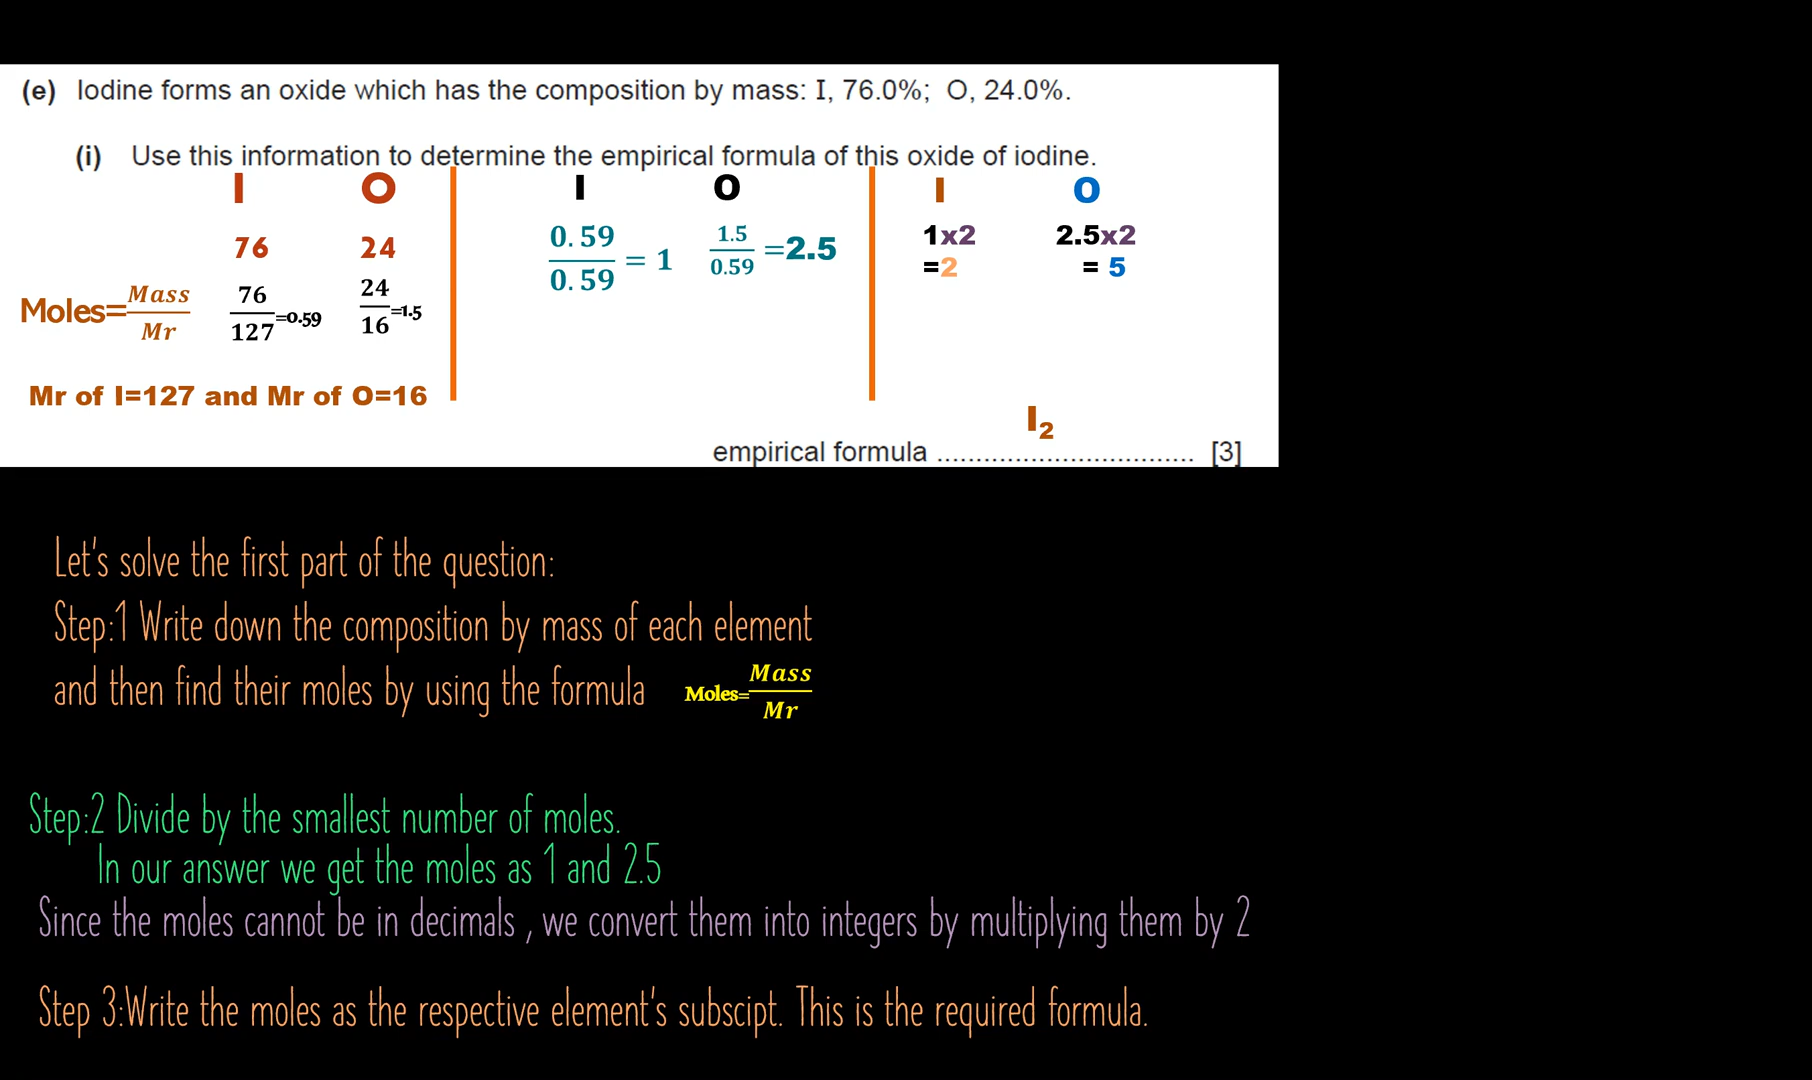 (e) Iodine forms an oxide which has the composition by mass: I, 76.0%; O, 24.0%.
(i) Use this information to determine the empirical formula of this oxide of iodine.
I O
76 24
Moles=Mass/Mr 76/127=0.59 24/16=1.5
Mr of I=127 and Mr of O=16
I O
0.59/0.59 = 1 1.5/0.59 =2.5
I O
1x2 2.5x2
=2 = 5
I₂
empirical formula ................................. [3]
Let's solve the first part of the question:
Step:1 Write down the composition by mass of each element
and then find their moles by using the formula Moles=Mass/Mr
Step:2 Divide by the smallest number of moles.
In our answer we get the moles as 1 and 2.5
Since the moles cannot be in decimals , we convert them into integers by multiplying them by 2
Step 3:Write the moles as the respective element's subscipt. This is the required formula.